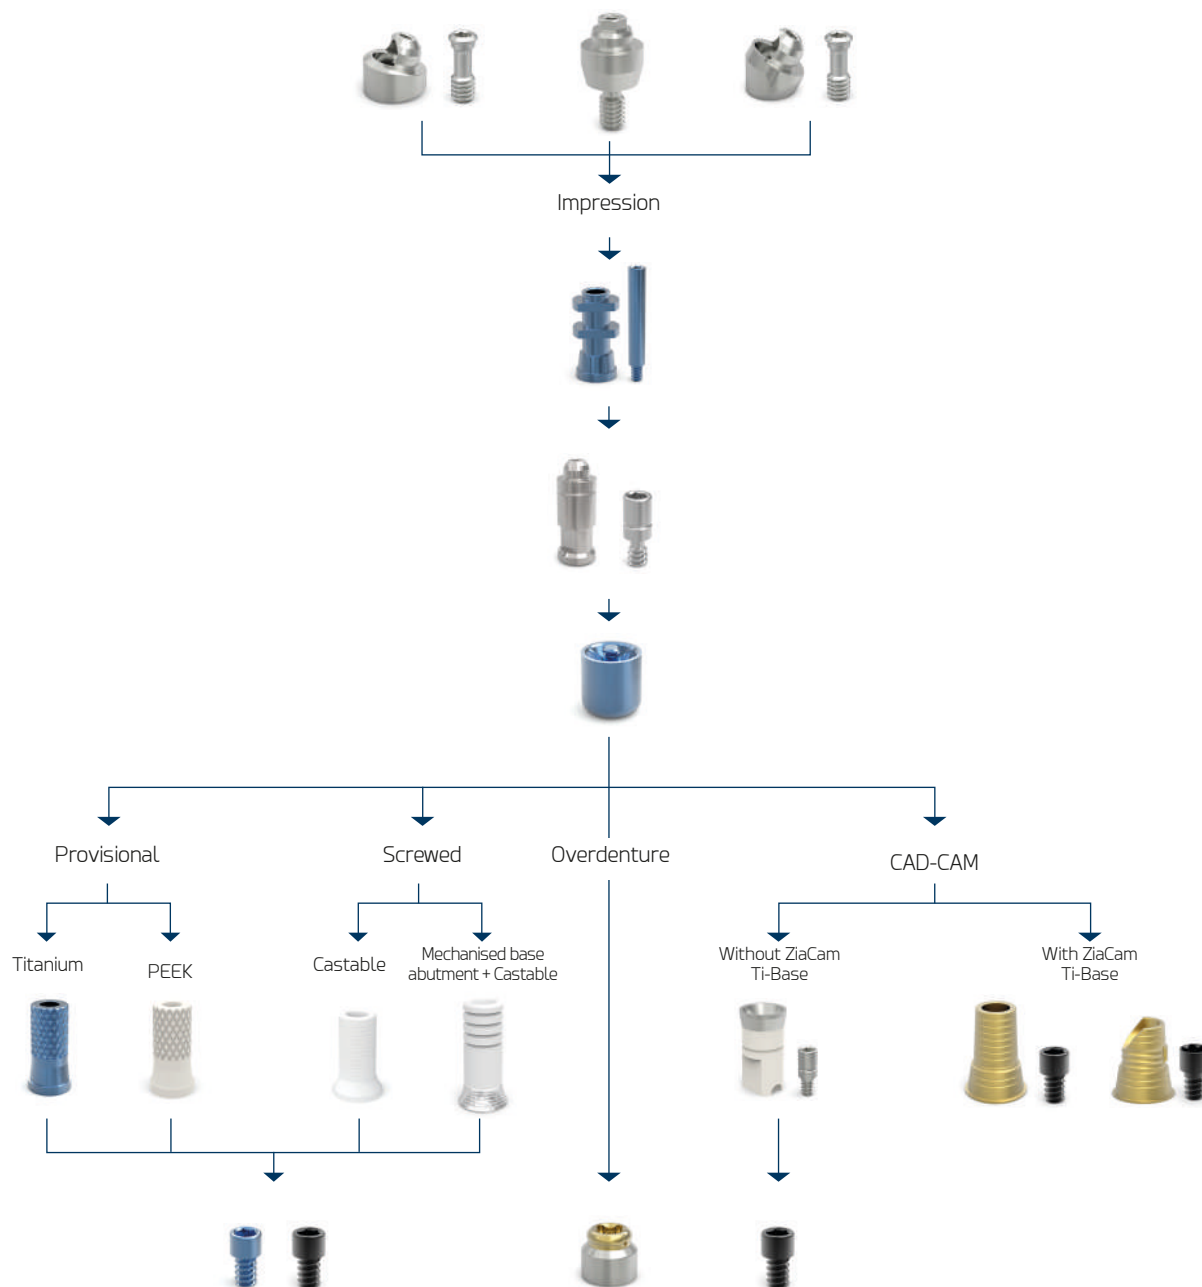 Impression
Provisional
Screwed
Overdenture
CAD-CAM
Titanium
PEEK
Castable
Mechanised base
abutment + Castable
Without ZiaCam
Ti-Base
With ZiaCam
Ti-Base